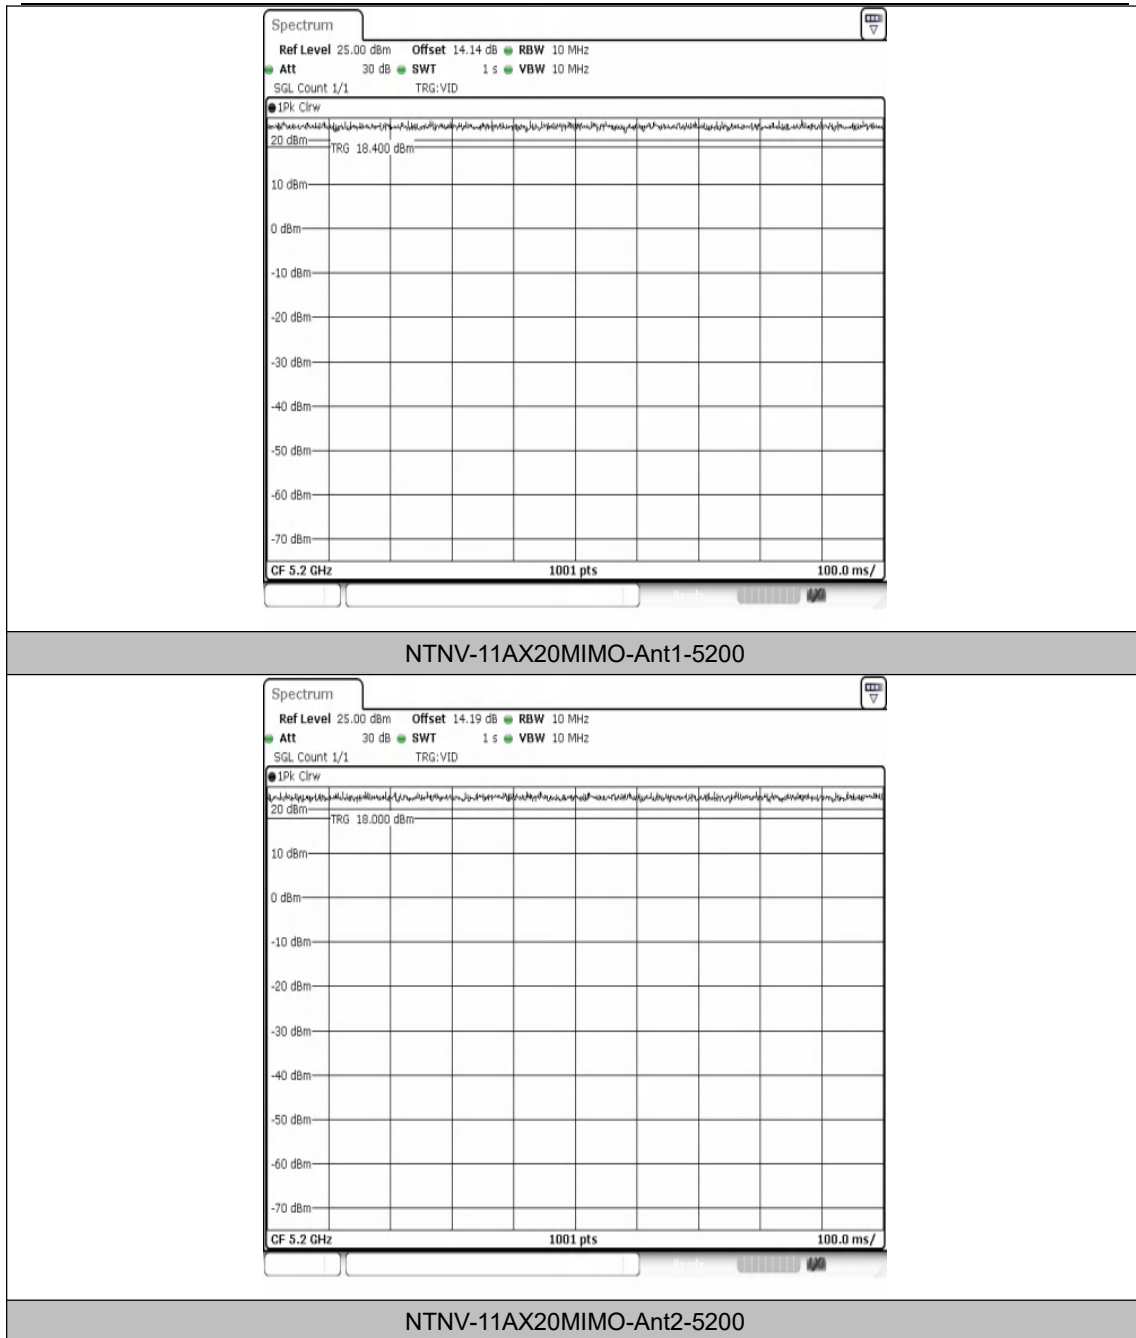 Spectrum
Ref Level 25.00 dBm Offset 14.14 dB RBW 10 MHz
Att 30 dB SWT 1 s VBW 10 MHz
SGL Count 1/1 TRG:VID
1Pk Clrw
20 dBm
TRG 18.400 dBm
10 dBm
0 dBm
-10 dBm
-20 dBm
-30 dBm
-40 dBm
-50 dBm
-60 dBm
-70 dBm
CF 5.2 GHz 1001 pts 100.0 ms/
Ready
NTNV-11AX20MIMO-Ant1-5200
Spectrum
Ref Level 25.00 dBm Offset 14.19 dB RBW 10 MHz
Att 30 dB SWT 1 s VBW 10 MHz
SGL Count 1/1 TRG:VID
1Pk Clrw
20 dBm
TRG 18.000 dBm
10 dBm
0 dBm
-10 dBm
-20 dBm
-30 dBm
-40 dBm
-50 dBm
-60 dBm
-70 dBm
CF 5.2 GHz 1001 pts 100.0 ms/
Ready
NTNV-11AX20MIMO-Ant2-5200